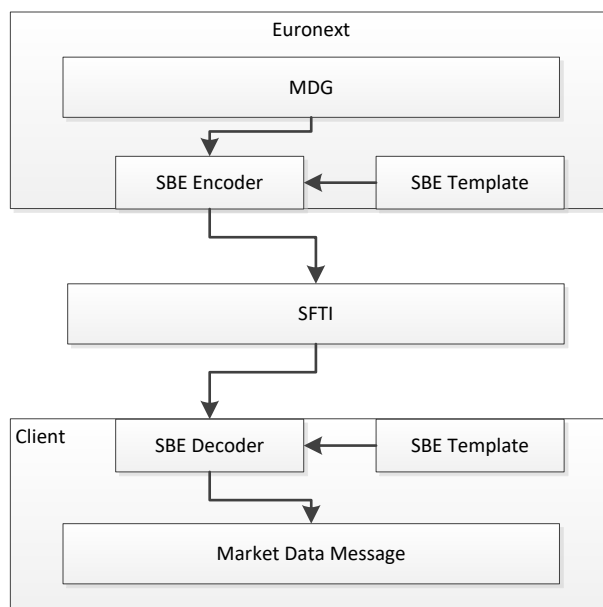 Euronext
MDG
SBE Encoder
SBE Template
SFTI
Client
SBE Decoder
SBE Template
Market Data Message